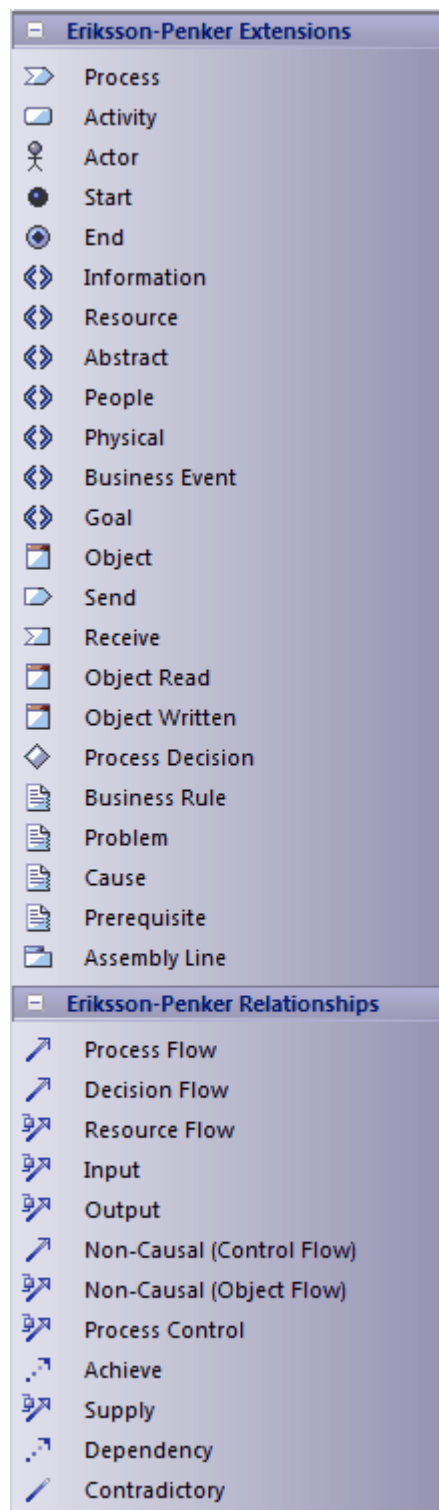 Eriksson-Penker Extensions
Process
Activity
Actor
Start
End
Information
Resource
Abstract
People
Physical
Business Event
Goal
Object
Send
Receive
Object Read
Object Written
Process Decision
Business Rule
Problem
Cause
Prerequisite
Assembly Line
Eriksson-Penker Relationships
Process Flow
Decision Flow
Resource Flow
Input
Output
Non-Causal (Control Flow)
Non-Causal (Object Flow)
Process Control
Achieve
Supply
Dependency
Contradictory